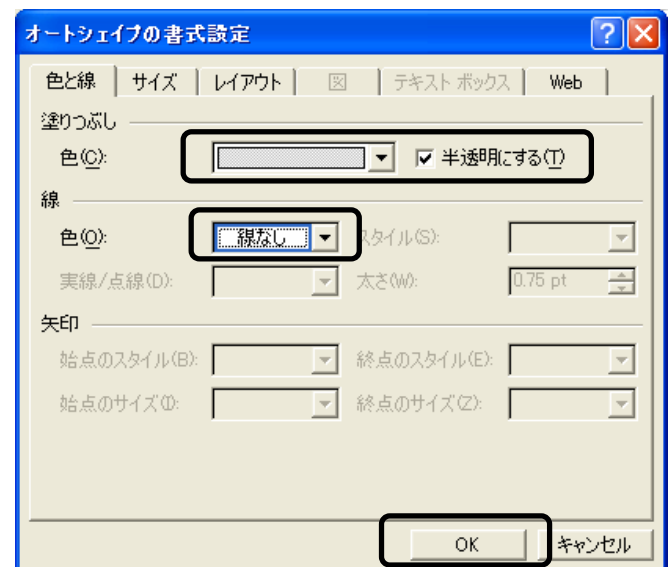 オートシェイプの書式設定
色と線 サイズ レイアウト 図 テキスト ボックス Web
塗りつぶし
色(C): 半透明にする(T)
線
色(O): 線なし スタイル(S):
実線/点線(D): 太さ(W): 0.75 pt
矢印
始点のスタイル(B): 終点のスタイル(E):
始点のサイズ(I): 終点のサイズ(Z):
OK キャンセル